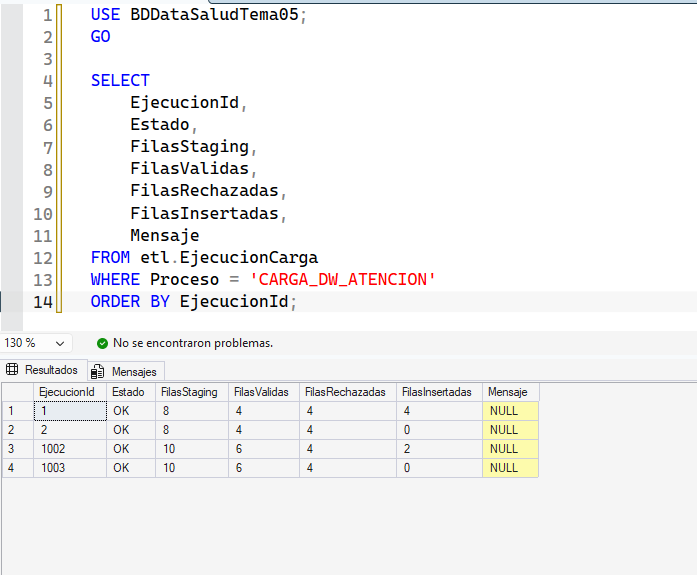 1 USE BDDataSaludTema05;
2 GO
3
4 SELECT
5 EjecucionId,
6 Estado,
7 FilasStaging,
8 FilasValidas,
9 FilasRechazadas,
10 FilasInsertadas,
11 Mensaje
12 FROM etl.EjecucionCarga
13 WHERE Proceso = 'CARGA_DW_ATENCION'
14 ORDER BY EjecucionId;
130 % No se encontraron problemas.
Resultados Mensajes
EjecucionId Estado FilasStaging FilasValidas FilasRechazadas FilasInsertadas Mensaje
1 1 OK 8 4 4 4 NULL
2 2 OK 8 4 4 0 NULL
3 1002 OK 10 6 4 2 NULL
4 1003 OK 10 6 4 0 NULL